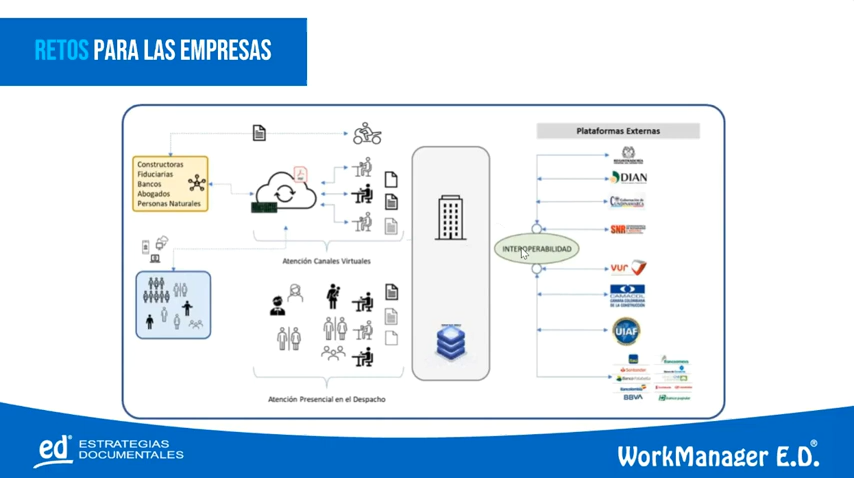 RETOS PARA LAS EMPRESAS
Plataformas Externas
Constructoras
Fiduciarias
Bancos
Abogados
Personas Naturales
DIAN
SNR
INTEROPERABILIDAD
vur
CAMACOL
UIAF
BBVA
Atención Canales Virtuales
Atención Presencial en el Despacho
ed®
ESTRATEGIAS
DOCUMENTALES
WorkManager E.D.®